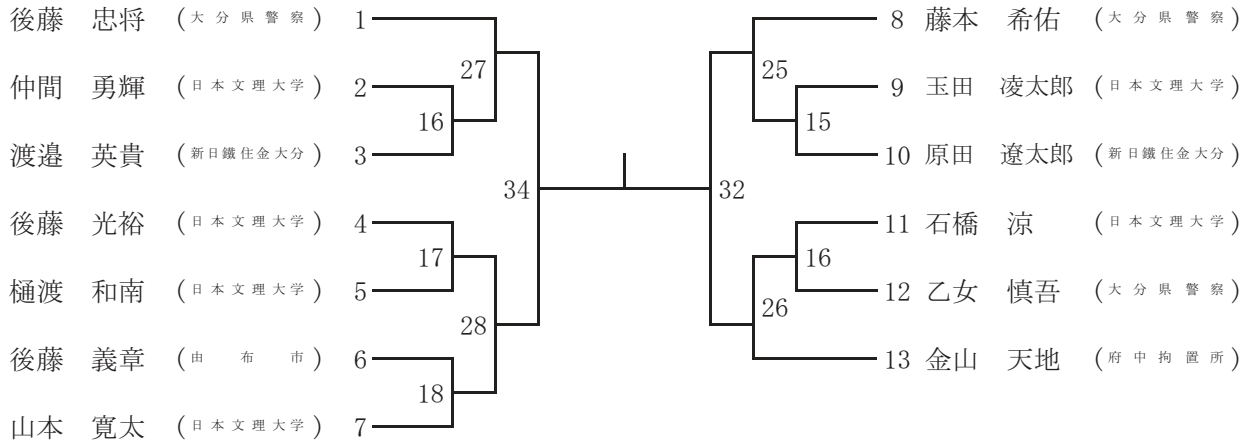 後藤 忠将 (大分県警察) 1
27
仲間 勇輝 (日本文理大学) 2
16
渡邉 英貴 (新日鐵住金大分) 3
34
後藤 光裕 (日本文理大学) 4
17
樋渡 和南 (日本文理大学) 5
28
後藤 義章 (由布市) 6
18
山本 寛太 (日本文理大学) 7
8 藤本 希佑 (大分県警察)
25
9 玉田 凌太郎 (日本文理大学)
15
10 原田 遼太郎 (新日鐵住金大分)
32
11 石橋 涼 (日本文理大学)
16
12 乙女 慎吾 (大分県警察)
26
13 金山 天地 (府中拘置所)